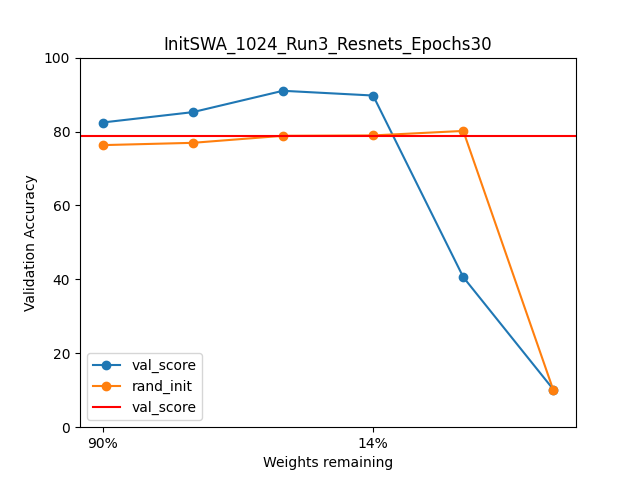 InitSWA_1024_Run3_Resnets_Epochs30
100
80
60
40
20
0
Validation Accuracy
val_score
rand_init
val_score
90%
14%
Weights remaining